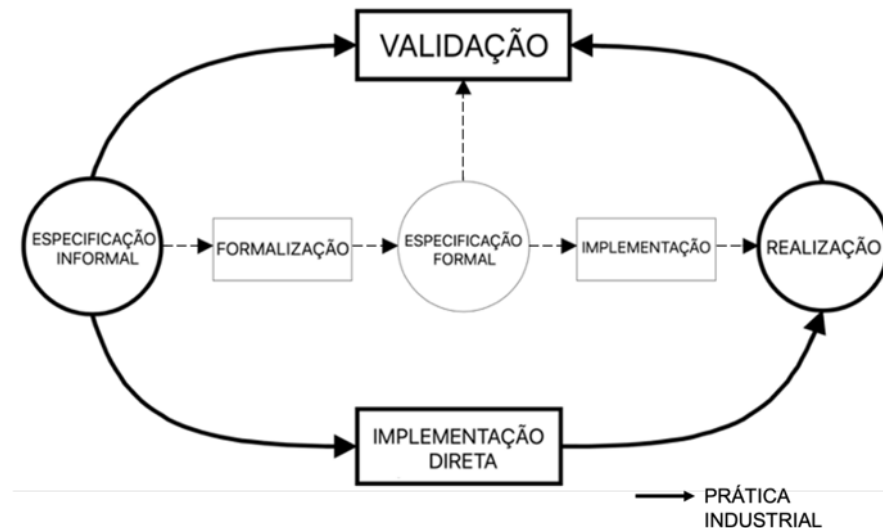 VALIDAÇÃO
ESPECIFICAÇÃO
INFORMAL
FORMALIZAÇÃO
ESPECIFICAÇÃO
FORMAL
IMPLEMENTAÇÃO
REALIZAÇÃO
IMPLEMENTAÇÃO
DIRETA
PRÁTICA
INDUSTRIAL